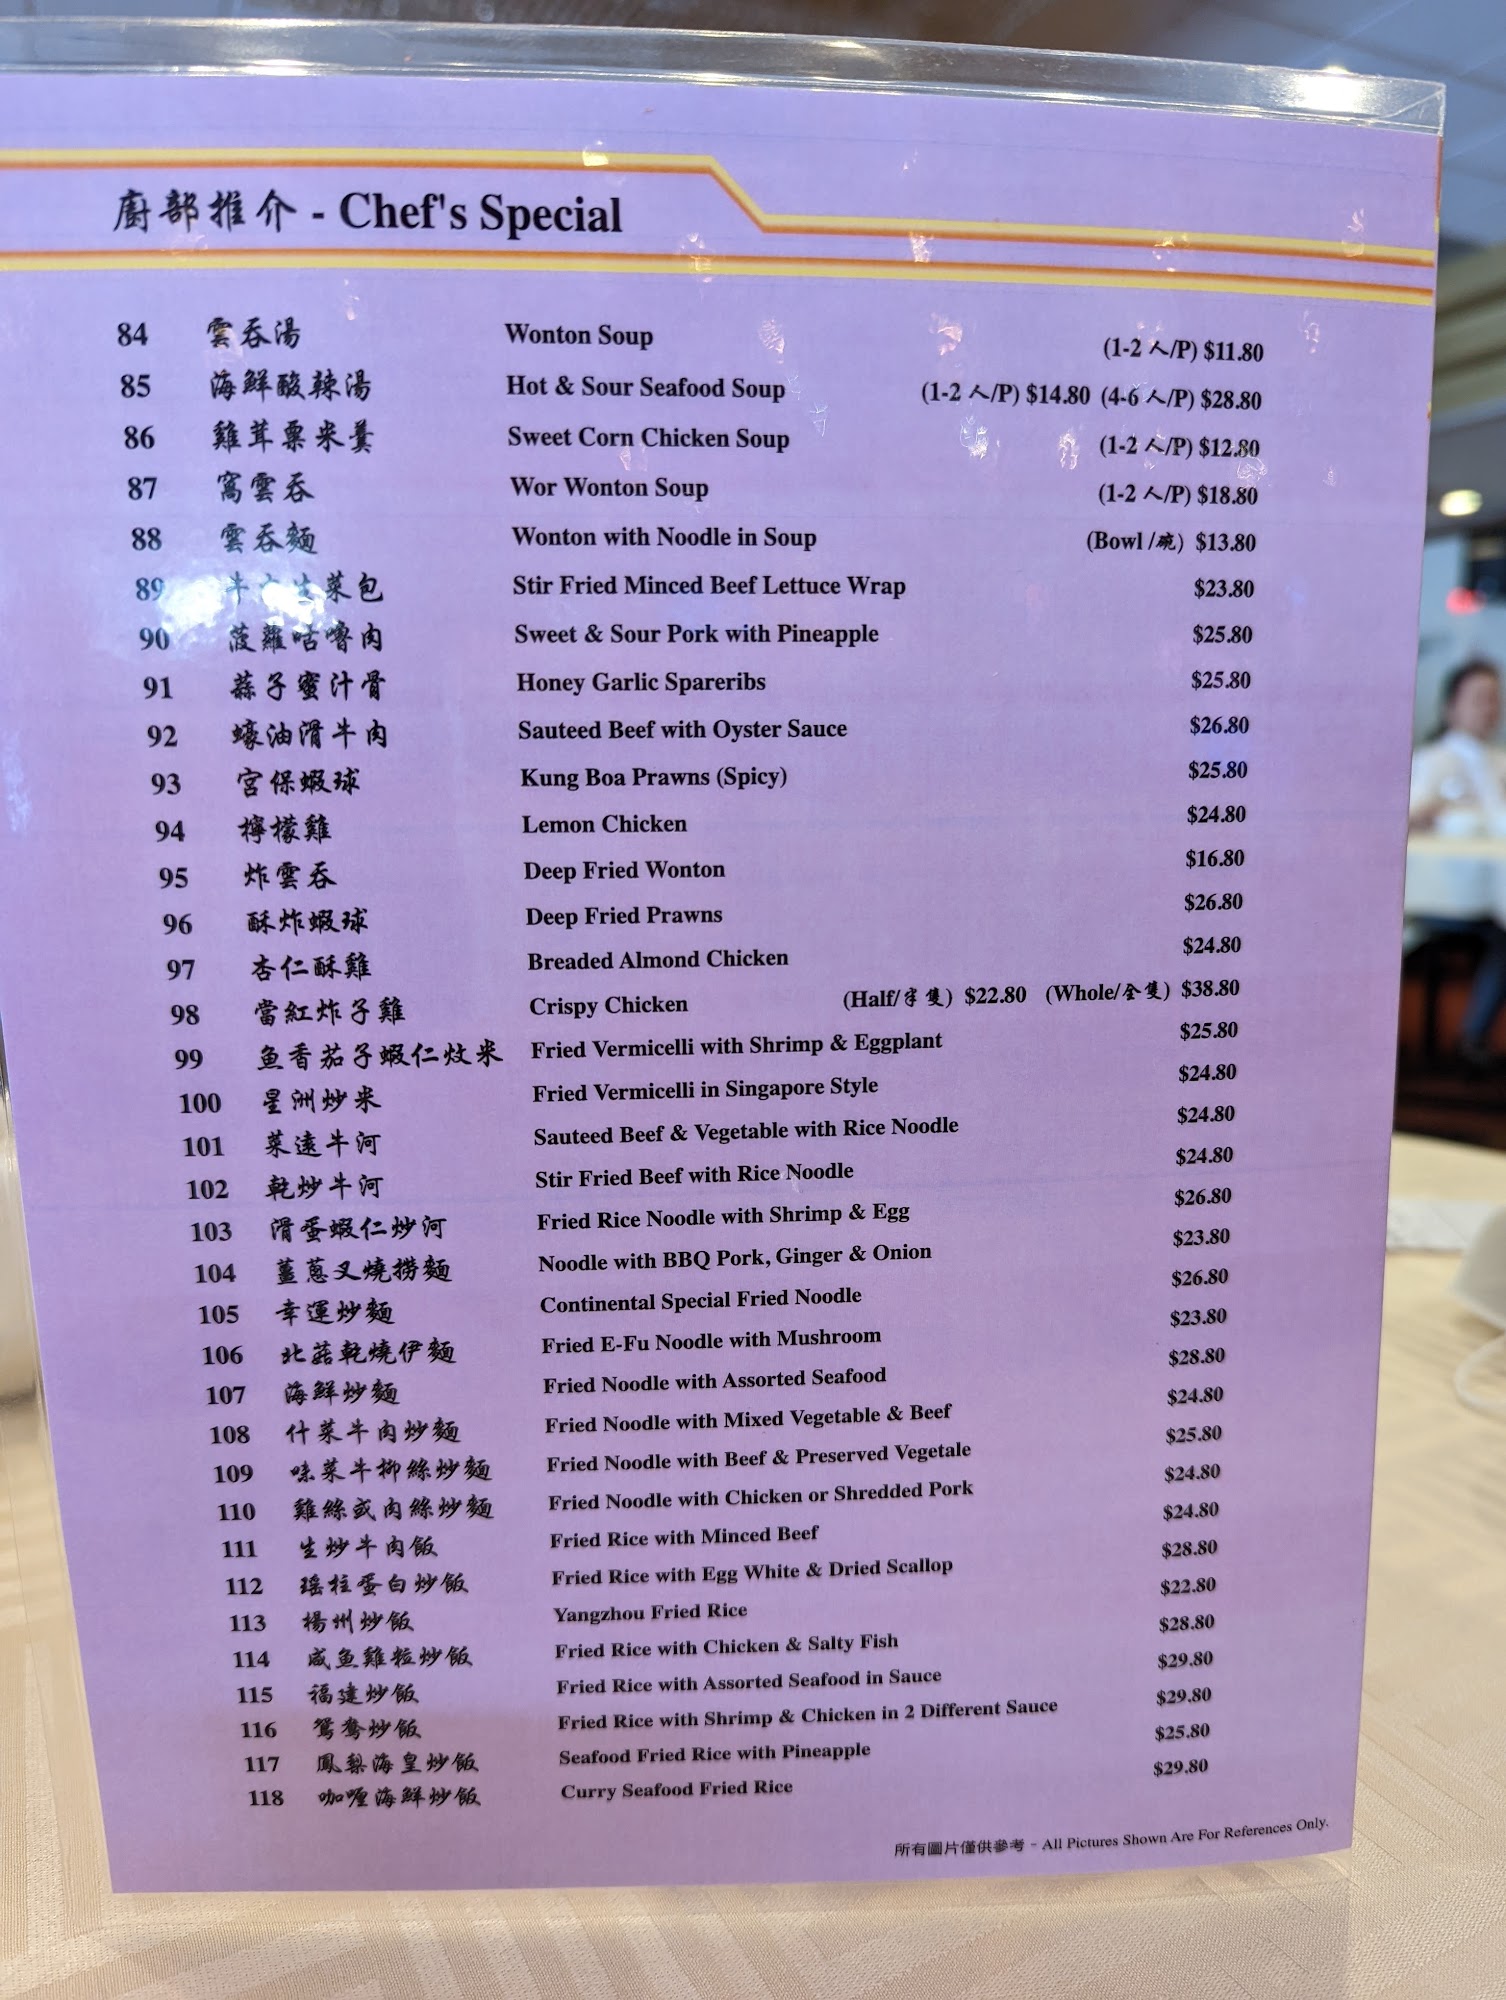 廚部推介 - Chef's Special
84 雲吞湯 Wonton Soup (1-2 人/P) $11.80
85 海鮮酸辣湯 Hot & Sour Seafood Soup (1-2 人/P) $14.80 (4-6 人/P) $28.80
86 雞茸粟米羹 Sweet Corn Chicken Soup (1-2 人/P) $12.80
87 窩雲吞 Wor Wonton Soup (1-2 人/P) $18.80
88 雲吞麵 Wonton with Noodle in Soup (Bowl /碗) $13.80
89 牛 生菜包 Stir Fried Minced Beef Lettuce Wrap $23.80
90 菠蘿咕嚕肉 Sweet & Sour Pork with Pineapple $25.80
91 蒜子蜜汁骨 Honey Garlic Spareribs $25.80
92 蠔油滑牛肉 Sauteed Beef with Oyster Sauce $26.80
93 宮保蝦球 Kung Boa Prawns (Spicy) $25.80
94 檸檬雞 Lemon Chicken $24.80
95 炸雲吞 Deep Fried Wonton $16.80
96 酥炸蝦球 Deep Fried Prawns $26.80
97 杏仁酥雞 Breaded Almond Chicken $24.80
98 當紅炸子雞 Crispy Chicken (Half/半隻) $22.80 (Whole/全隻) $38.80
99 魚香茄子蝦仁炆米 Fried Vermicelli with Shrimp & Eggplant $25.80
100 星洲炒米 Fried Vermicelli in Singapore Style $24.80
101 菜遠牛河 Sauteed Beef & Vegetable with Rice Noodle $24.80
102 乾炒牛河 Stir Fried Beef with Rice Noodle $24.80
103 滑蛋蝦仁炒河 Fried Rice Noodle with Shrimp & Egg $26.80
104 薑蔥叉燒撈麵 Noodle with BBQ Pork, Ginger & Onion $23.80
105 幸運炒麵 Continental Special Fried Noodle $26.80
106 北菇乾燒伊麵 Fried E-Fu Noodle with Mushroom $23.80
107 海鮮炒麵 Fried Noodle with Assorted Seafood $28.80
108 什菜牛肉炒麵 Fried Noodle with Mixed Vegetable & Beef $24.80
109 味菜牛柳絲炒麵 Fried Noodle with Beef & Preserved Vegetale $25.80
110 雞絲或肉絲炒麵 Fried Noodle with Chicken or Shredded Pork $24.80
111 生炒牛肉飯 Fried Rice with Minced Beef $24.80
112 瑤柱蛋白炒飯 Fried Rice with Egg White & Dried Scallop $28.80
113 楊州炒飯 Yangzhou Fried Rice $22.80
114 咸魚雞粒炒飯 Fried Rice with Chicken & Salty Fish $28.80
115 福建炒飯 Fried Rice with Assorted Seafood in Sauce $29.80
116 鴛鴦炒飯 Fried Rice with Shrimp & Chicken in 2 Different Sauce $29.80
117 鳳梨海皇炒飯 Seafood Fried Rice with Pineapple $25.80
118 咖喱海鮮炒飯 Curry Seafood Fried Rice $29.80
所有圖片僅供參考 - All Pictures Shown Are For References Only.